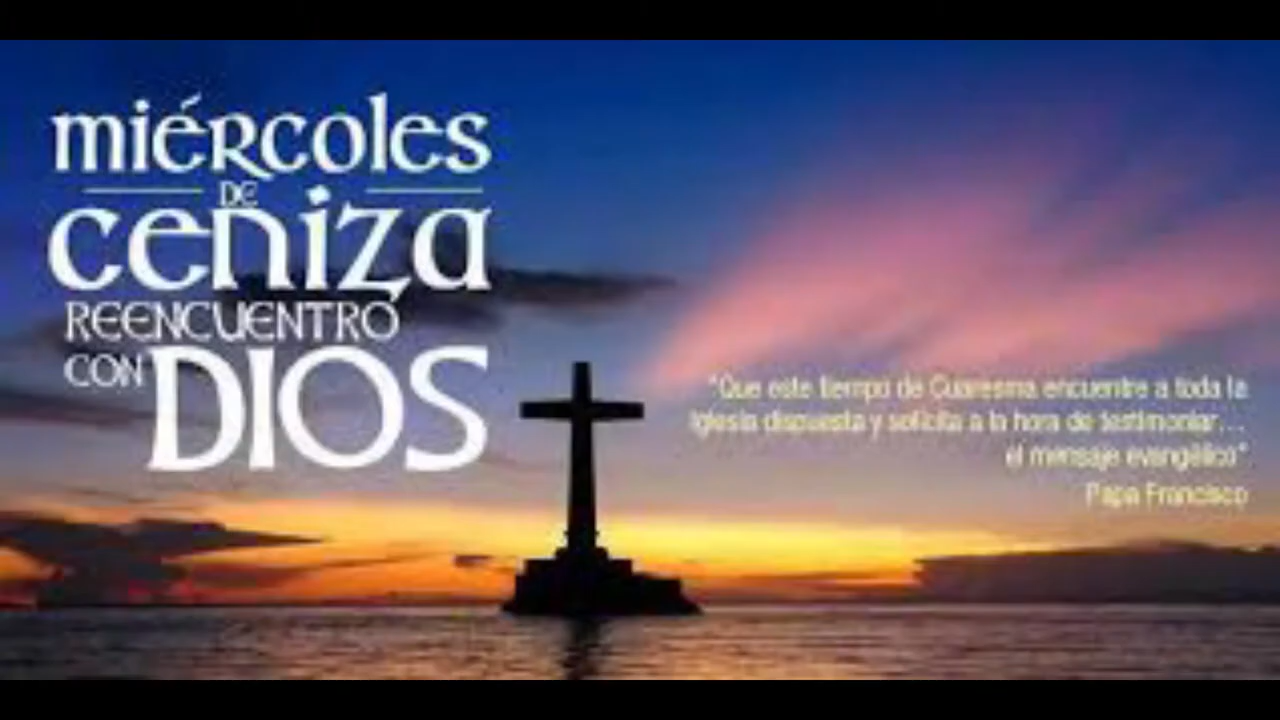 miércoles
DE
ceniza
REENCUENTRO
CON DIOS
"Que este tiempo de Cuaresma encuentre a toda la
Iglesia dispuesta y solícita a la hora de testimoniar...
el mensaje evangélico"
Papa Francisco